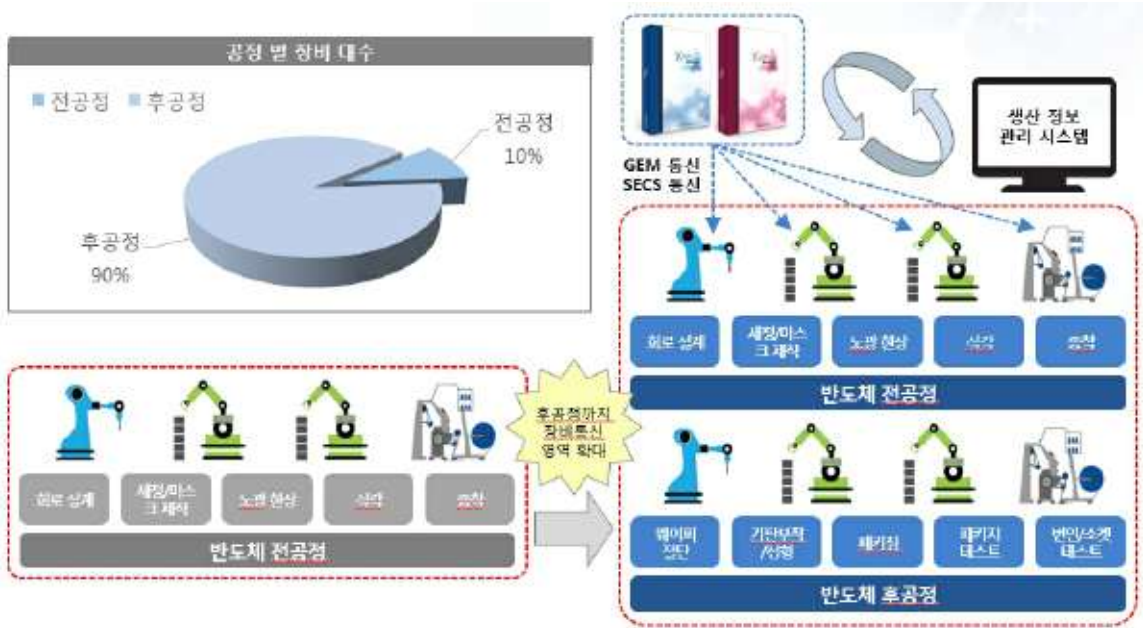 공정 별 장비 대수
전공정 후공정
전공정
10%
후공정
90%
GEM 통신
SECS 통신
생산 정보
관리 시스템
회로 설계
세정/마스
크 제작
노광 현상
식각
증착
반도체 전공정
후공정까지
장비통신
영역 확대
회로 설계
세정/마스
크 제작
노광 현상
식각
증착
반도체 전공정
웨이퍼
절단
기판부착
/성형
패키징
패키지
테스트
번인/소켓
테스트
반도체 후공정